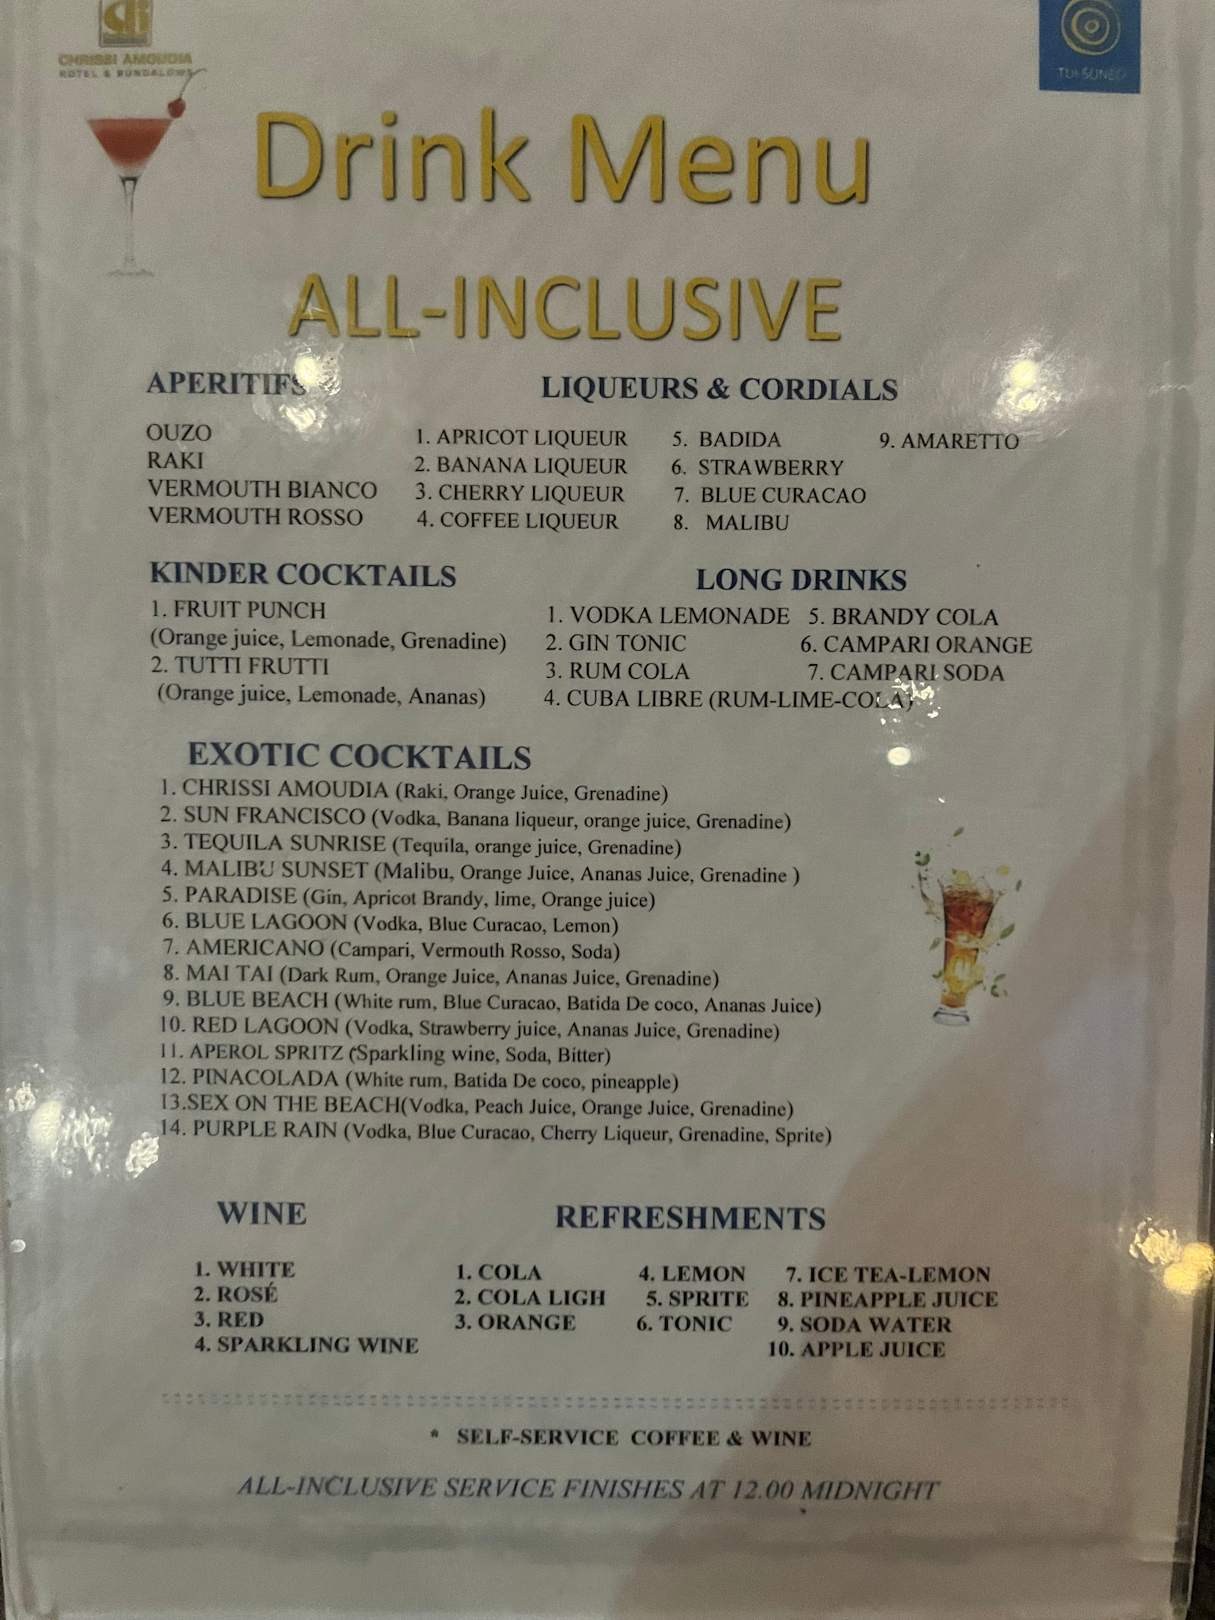 CHRISSI AMOUDIA
HOTEL & BUNGALOWS
TUI SUNEO
Drink Menu
ALL-INCLUSIVE
APERITIFS
OUZO
RAKI
VERMOUTH BIANCO
VERMOUTH ROSSO
LIQUEURS & CORDIALS
1. APRICOT LIQUEUR 5. BADIDA 9. AMARETTO
2. BANANA LIQUEUR 6. STRAWBERRY
3. CHERRY LIQUEUR 7. BLUE CURACAO
4. COFFEE LIQUEUR 8. MALIBU
KINDER COCKTAILS
1. FRUIT PUNCH
(Orange juice, Lemonade, Grenadine)
2. TUTTI FRUTTI
(Orange juice, Lemonade, Ananas)
LONG DRINKS
1. VODKA LEMONADE 5. BRANDY COLA
2. GIN TONIC 6. CAMPARI ORANGE
3. RUM COLA 7. CAMPARI SODA
4. CUBA LIBRE (RUM-LIME-COLA)
EXOTIC COCKTAILS
1. CHRISSI AMOUDIA (Raki, Orange Juice, Grenadine)
2. SUN FRANCISCO (Vodka, Banana liqueur, orange juice, Grenadine)
3. TEQUILA SUNRISE (Tequila, orange juice, Grenadine)
4. MALIBU SUNSET (Malibu, Orange Juice, Ananas Juice, Grenadine )
5. PARADISE (Gin, Apricot Brandy, lime, Orange juice)
6. BLUE LAGOON (Vodka, Blue Curacao, Lemon)
7. AMERICANO (Campari, Vermouth Rosso, Soda)
8. MAI TAI (Dark Rum, Orange Juice, Ananas Juice, Grenadine)
9. BLUE BEACH (White rum, Blue Curacao, Batida De coco, Ananas Juice)
10. RED LAGOON (Vodka, Strawberry juice, Ananas Juice, Grenadine)
11. APEROL SPRITZ (Sparkling wine, Soda, Bitter)
12. PINACOLADA (White rum, Batida De coco, pineapple)
13.SEX ON THE BEACH(Vodka, Peach Juice, Orange Juice, Grenadine)
14. PURPLE RAIN (Vodka, Blue Curacao, Cherry Liqueur, Grenadine, Sprite)
WINE
1. WHITE
2. ROSÉ
3. RED
4. SPARKLING WINE
REFRESHMENTS
1. COLA 4. LEMON 7. ICE TEA-LEMON
2. COLA LIGH 5. SPRITE 8. PINEAPPLE JUICE
3. ORANGE 6. TONIC 9. SODA WATER
10. APPLE JUICE
* SELF-SERVICE COFFEE & WINE
ALL-INCLUSIVE SERVICE FINISHES AT 12.00 MIDNIGHT